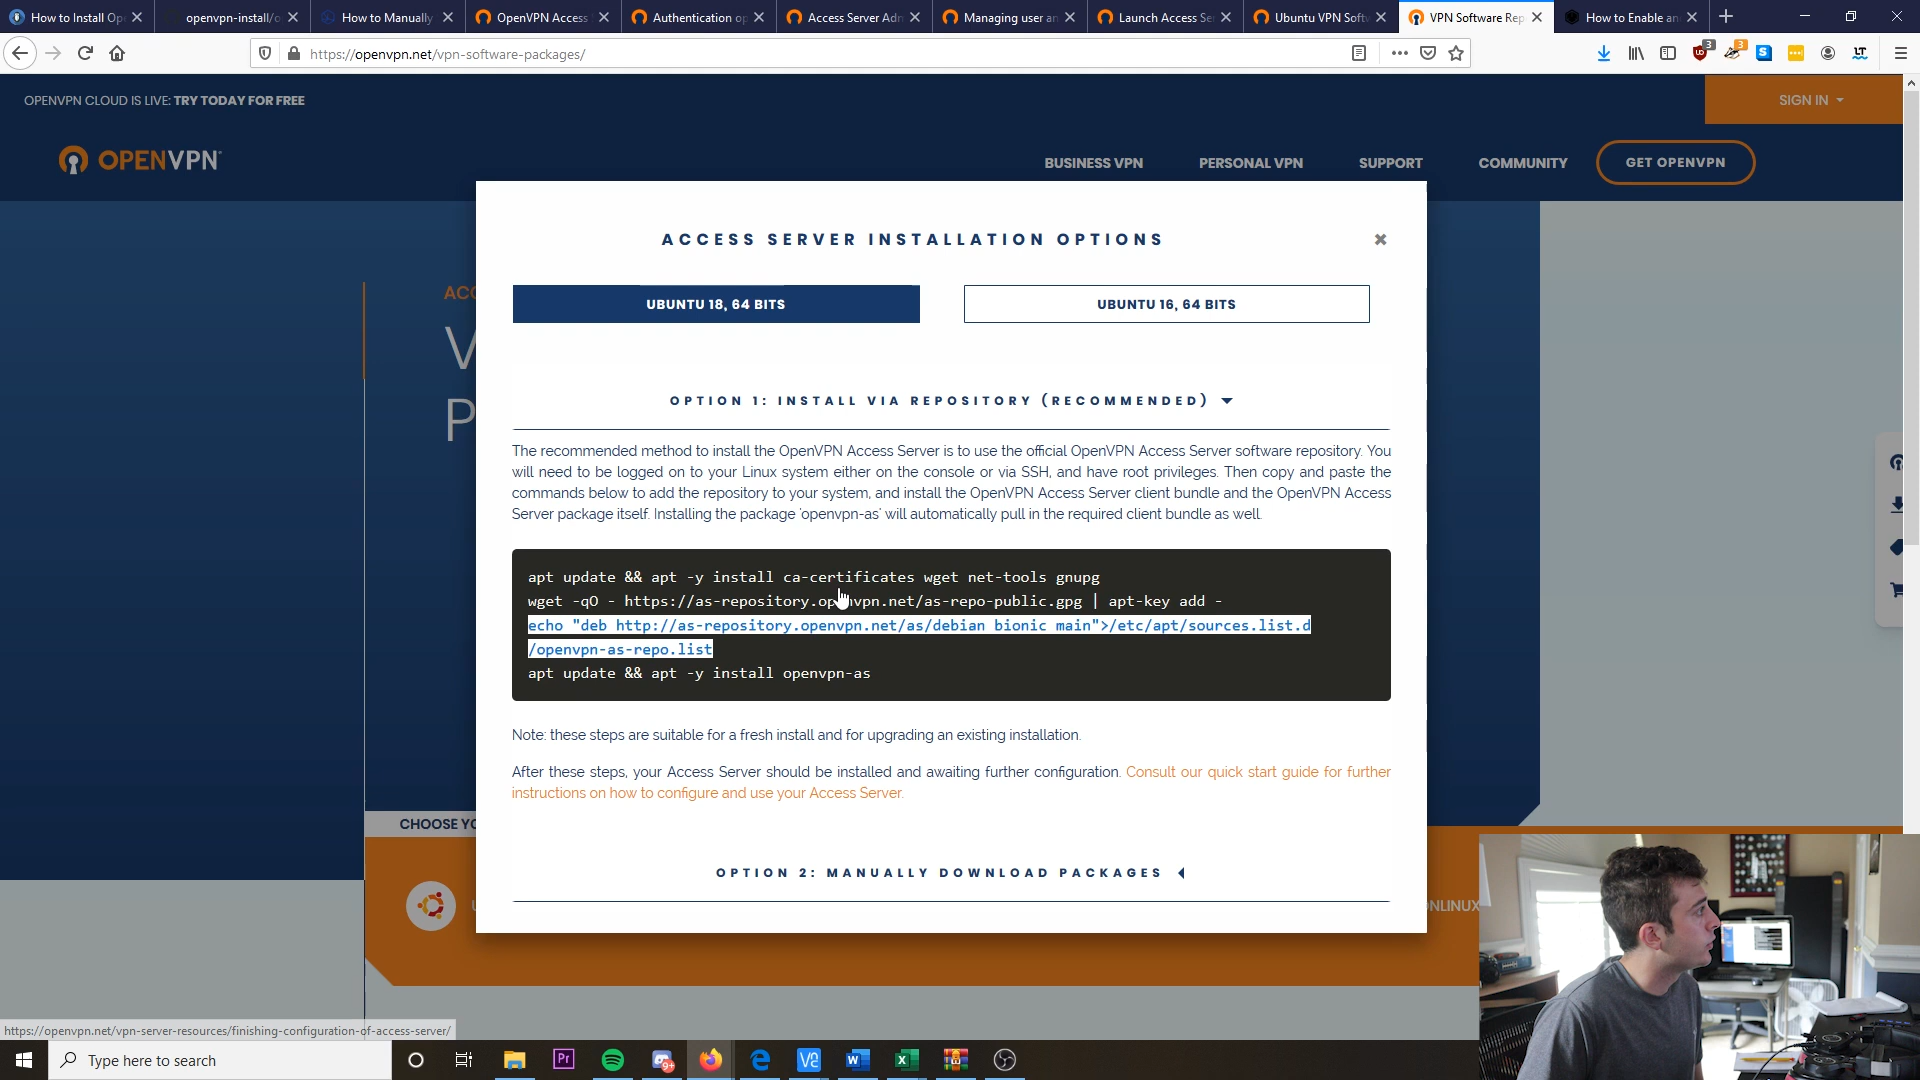 How to Install Op
openvpn-install/o
How to Manually
OpenVPN Access
Authentication op
Access Server Adm
Managing user an
Launch Access Se
Ubuntu VPN Softw
VPN Software Rep
How to Enable an
https://openvpn.net/vpn-software-packages/
OPENVPN CLOUD IS LIVE: TRY TODAY FOR FREE
SIGN IN
OPENVPN
BUSINESS VPN
PERSONAL VPN
SUPPORT
COMMUNITY
GET OPENVPN
ACCESS SERVER INSTALLATION OPTIONS
UBUNTU 18, 64 BITS
UBUNTU 16, 64 BITS
OPTION 1: INSTALL VIA REPOSITORY (RECOMMENDED)
The recommended method to install the OpenVPN Access Server is to use the official OpenVPN Access Server software repository. You
will need to be logged on to your Linux system either on the console or via SSH, and have root privileges. Then copy and paste the
commands below to add the repository to your system, and install the OpenVPN Access Server client bundle and the OpenVPN Access
Server package itself. Installing the package 'openvpn-as' will automatically pull in the required client bundle as well.
apt update && apt -y install ca-certificates wget net-tools gnupg
wget -qO - https://as-repository.openvpn.net/as-repo-public.gpg | apt-key add -
echo "deb http://as-repository.openvpn.net/as/debian bionic main">/etc/apt/sources.list.d
/openvpn-as-repo.list
apt update && apt -y install openvpn-as
Note: these steps are suitable for a fresh install and for upgrading an existing installation.
After these steps, your Access Server should be installed and awaiting further configuration. Consult our quick start guide for further
instructions on how to configure and use your Access Server.
OPTION 2: MANUALLY DOWNLOAD PACKAGES
ACC
V
P
CHOOSE YO
U
ONLINUX
https://openvpn.net/vpn-server-resources/finishing-configuration-of-access-server/
Type here to search